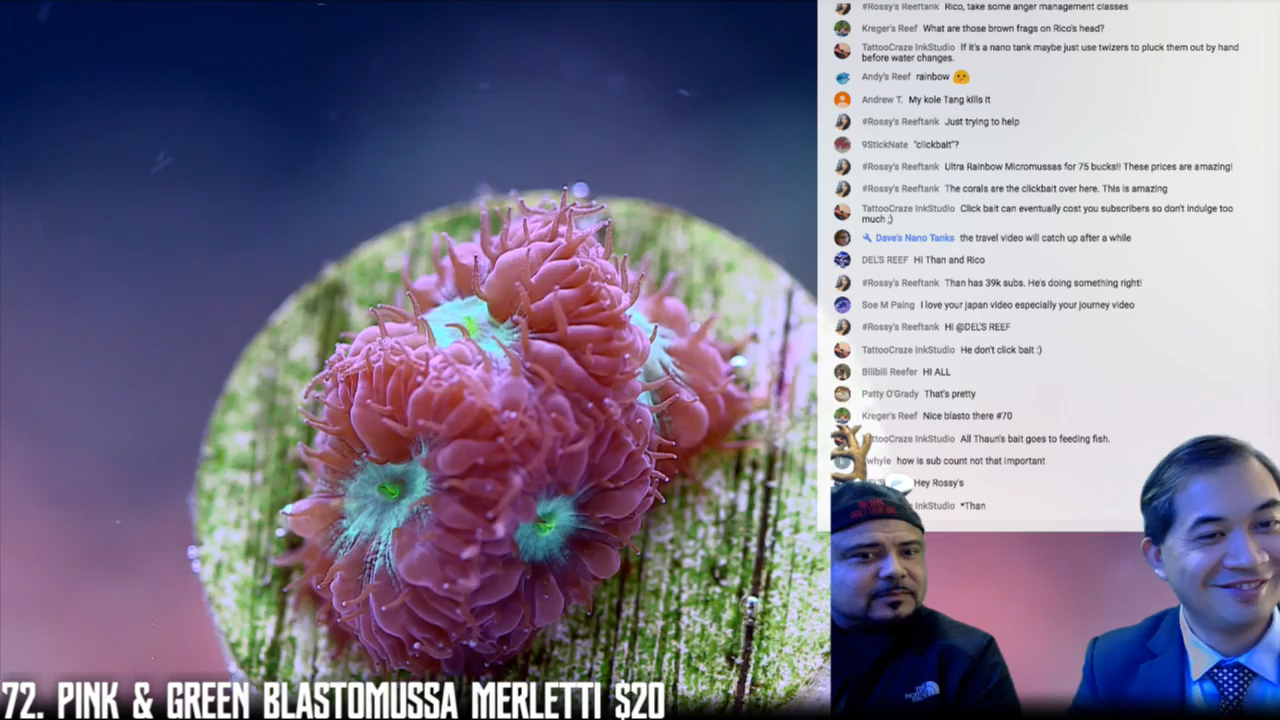 #Rossy's Reeftank Rico, take some anger management classes
Kreger's Reef What are those brown frags on Rico's head?
TattooCraze InkStudio If it's a nano tank maybe just use twizers to pluck them out by hand
before water changes.
Andy's Reef rainbow
Andrew T. My kole Tang kills it
#Rossy's Reeftank Just trying to help
9StickNate "clickbait"?
#Rossy's Reeftank Ultra Rainbow Micromussas for 75 bucks!! These prices are amazing!
#Rossy's Reeftank The corals are the clickbait over here. This is amazing
TattooCraze InkStudio Click bait can eventually cost you subscribers so don't indulge too
much ;)
Dave's Nano Tanks the travel video will catch up after a while
DEL'S REEF Hi Than and Rico
#Rossy's Reeftank Than has 39k subs. He's doing something right!
Soe M Paing I love your japan video especially your journey video
#Rossy's Reeftank Hi @DEL'S REEF
TattooCraze InkStudio He don't click bait :)
Bilibili Reefer HI ALL
Patty O'Grady That's pretty
Kreger's Reef Nice blasto there #70
ttooCraze InkStudio All Thaun's bait goes to feeding fish.
whyle how is sub count not that important
Hey Rossy's
InkStudio *Than
THE NORTH FACE
72. PINK & GREEN BLASTOMUSSA MERLETTI $20